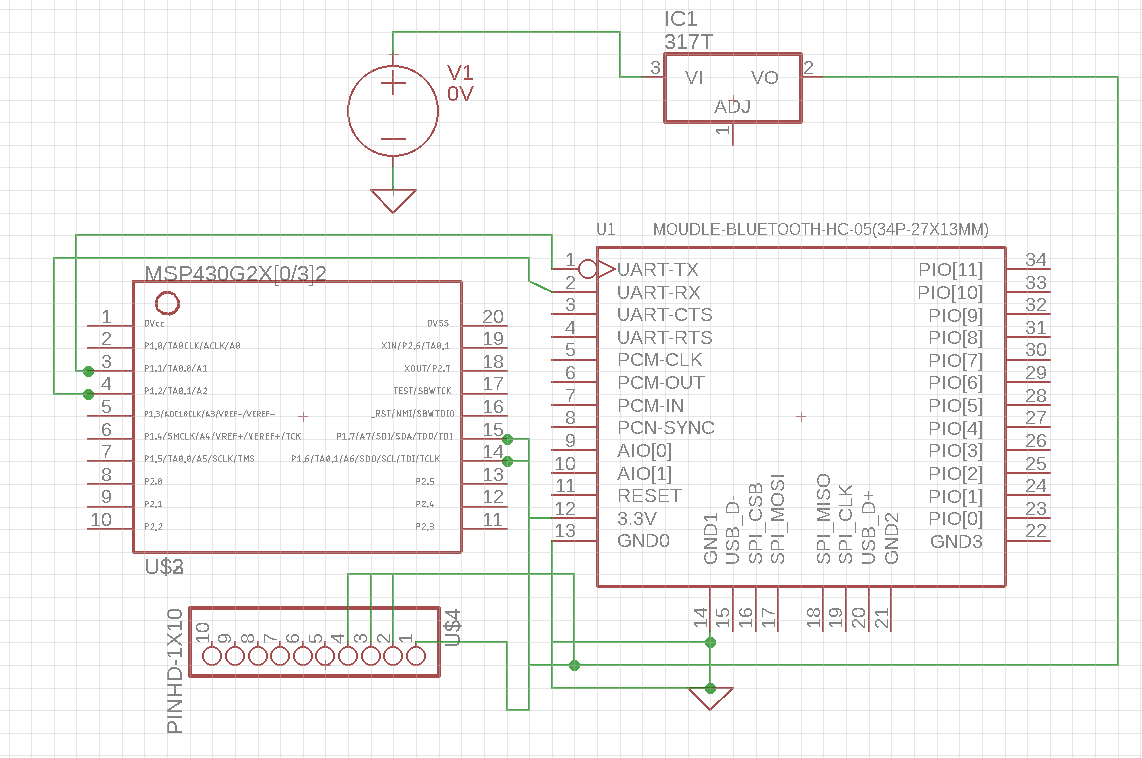 IC1
317T
V1
0V
3 VI VO 2
ADJ
1
U1 MOUDLE-BLUETOOTH-HC-05(34P-27X13MM)
MSP430G2X[0/3]2
1 DVcc
2 P1.0/TA0CLK/ACLK/A0
3 P1.1/TA0.0/A1
4 P1.2/TA0.1/A2
5 P1.3/ADC10CLK/A3/VREF-/VEREF-
6 P1.4/SMCLK/A4/VREF+/VEREF+/TCK
7 P1.5/TA0.0/A5/SCLK/TMS
8 P2.0
9 P2.1
10 P2.2
DVSS 20
XIN/P2.6/TA0.1 19
XOUT/P2.7 18
TEST/SBWTCK 17
_RST/NMI/SBWTDIO 16
P1.7/A7/SDI/SDA/TDO/TDI 15
P1.6/TA0.1/A6/SDO/SCL/TDI/TCLK 14
P2.5 13
P2.4 12
P2.3 11
1 UART-TX
2 UART-RX
3 UART-CTS
4 UART-RTS
5 PCM-CLK
6 PCM-OUT
7 PCM-IN
8 PCN-SYNC
9 AIO[0]
10 AIO[1]
11 RESET
12 3.3V
13 GND0
PIO[11] 34
PIO[10] 33
PIO[9] 32
PIO[8] 31
PIO[7] 30
PIO[6] 29
PIO[5] 28
PIO[4] 27
PIO[3] 26
PIO[2] 25
PIO[1] 24
PIO[0] 23
GND3 22
GND1 14
USB_D- 15
SPI_CSB 16
SPI_MOSI 17
SPI_MISO 18
SPI_CLK 19
USB_D+ 20
GND2 21
PINHD-1X10
10 9 8 7 6 5 4 3 2 1